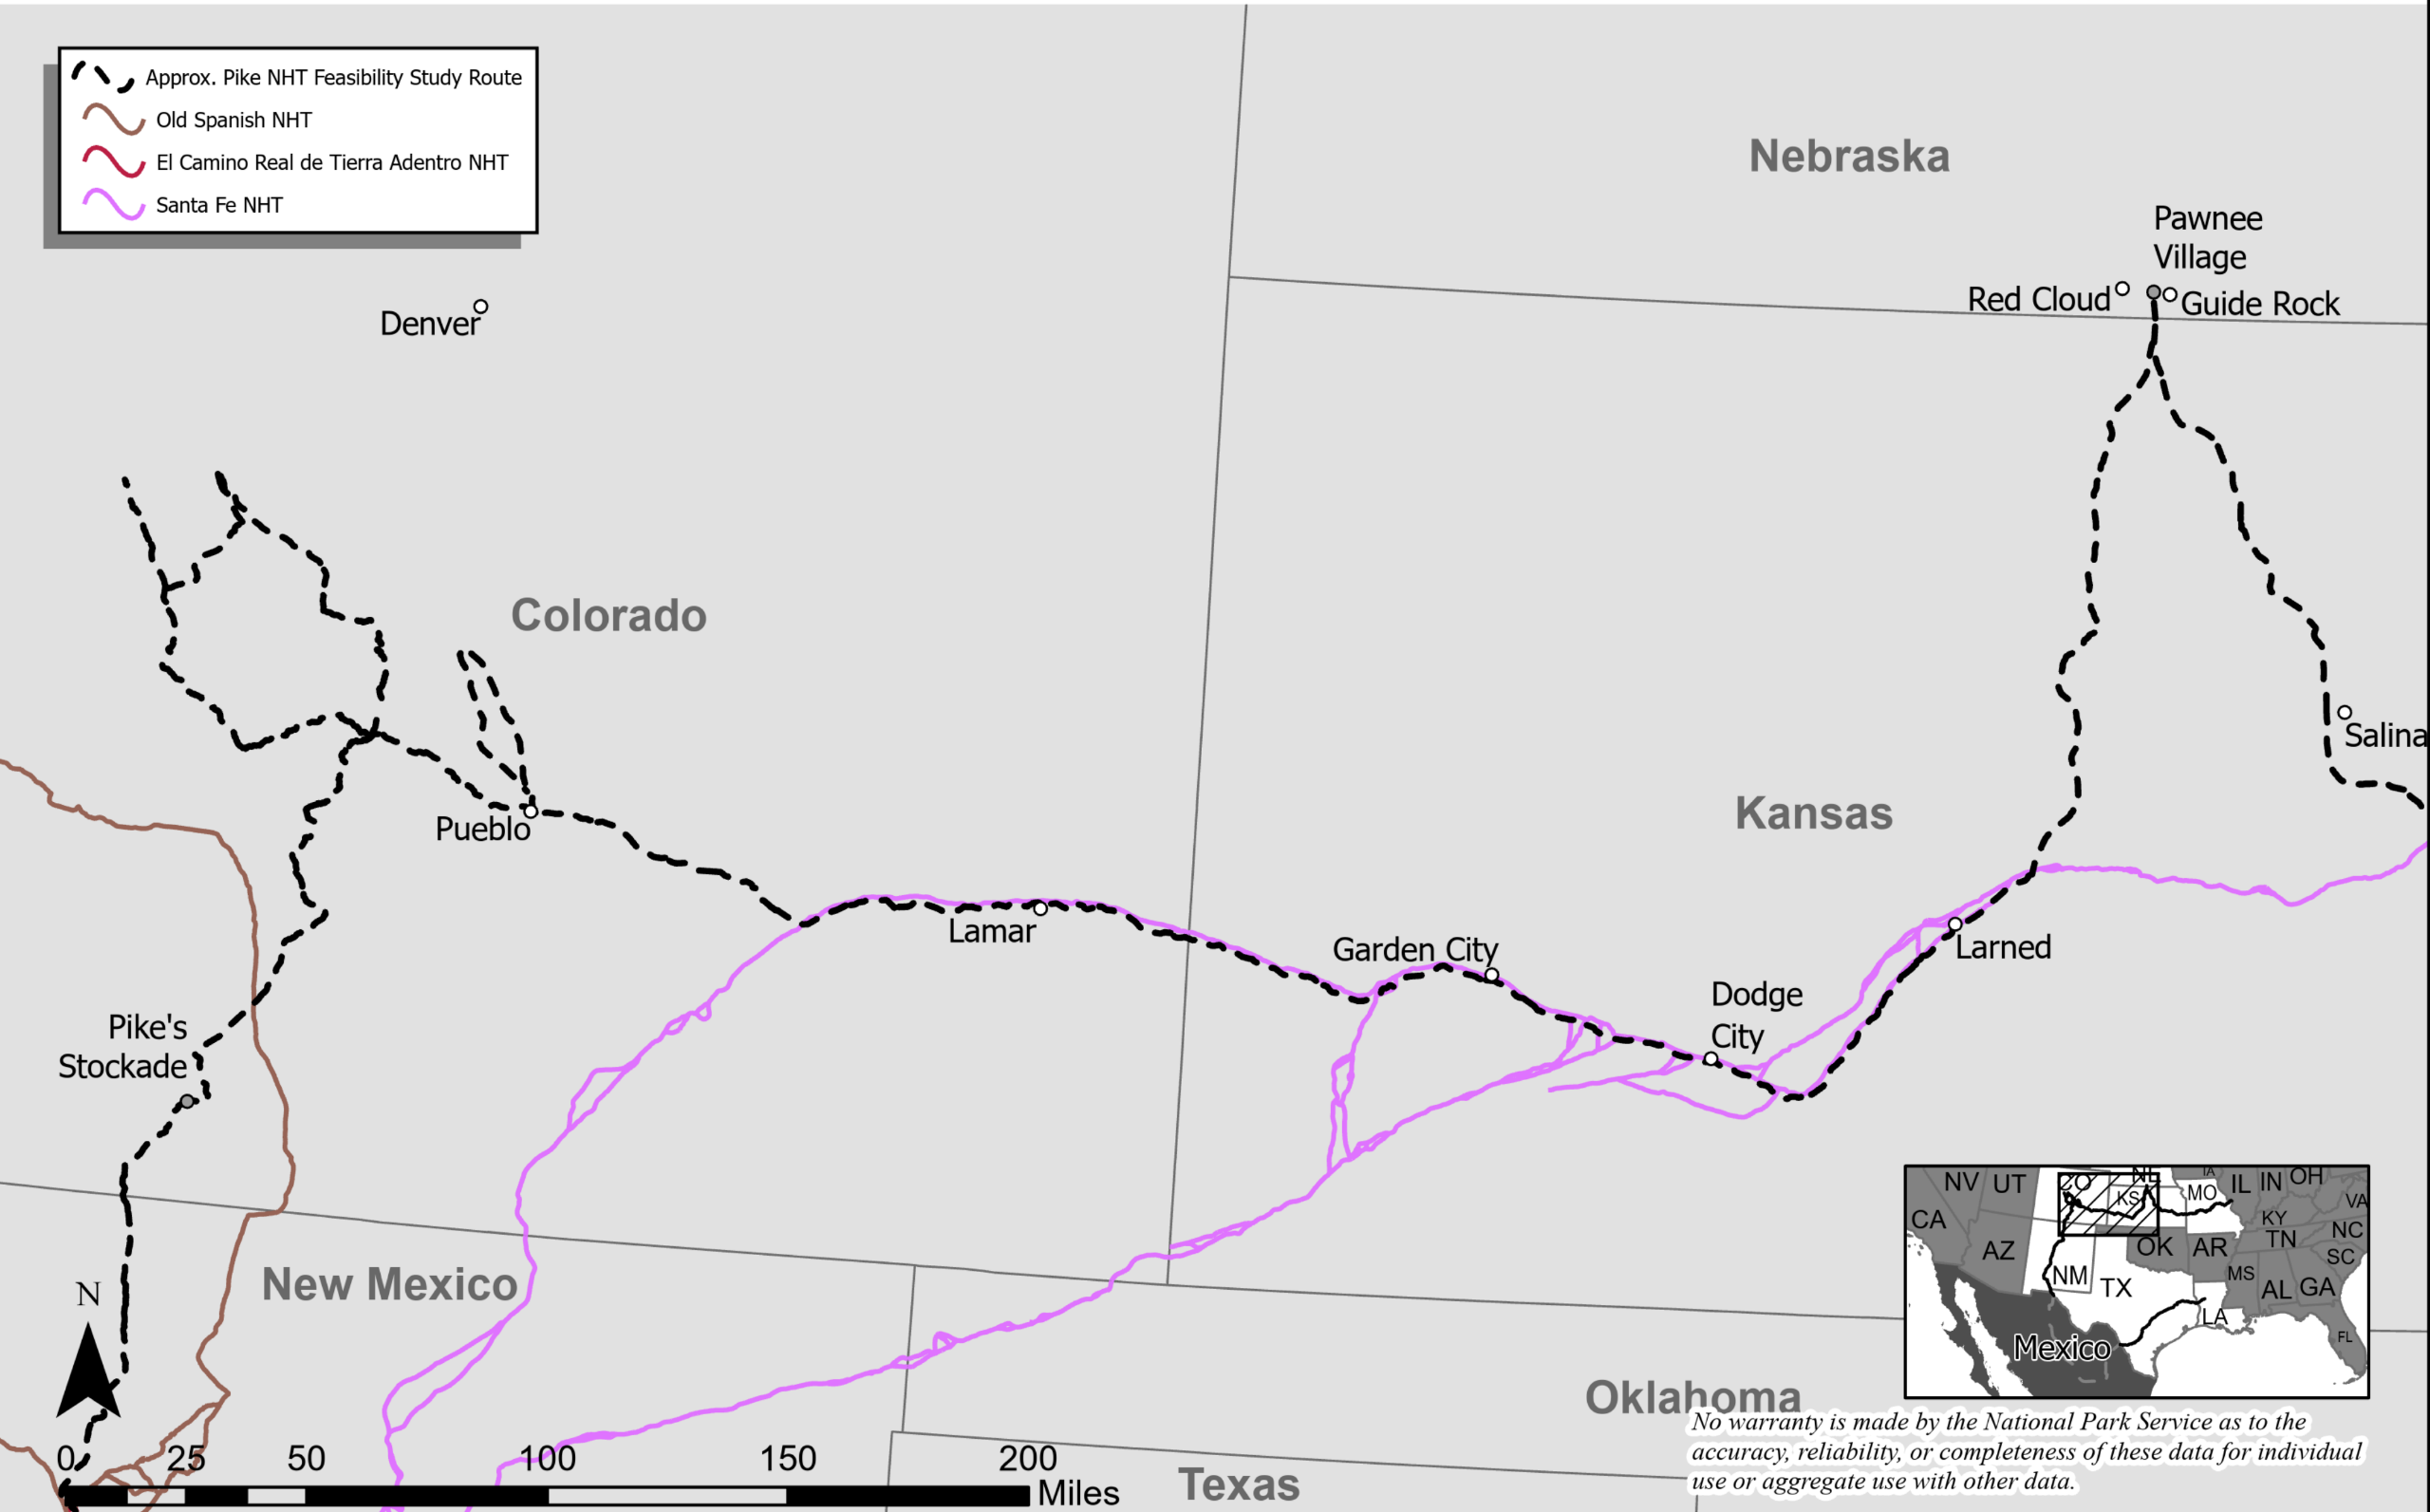 Approx. Pike NHT Feasibility Study Route
Old Spanish NHT
El Camino Real de Tierra Adentro NHT
Santa Fe NHT
Nebraska
Pawnee
Village
Red Cloud
Guide Rock
Denver
Colorado
Salina
Kansas
Pueblo
Lamar
Garden City
Larned
Dodge
City
Pike's
Stockade
New Mexico
N
Oklahoma
Texas
0 25 50 100 150 200
Miles
NV UT CO NE IA IL IN OH
KS MO VA
CA KY NC
AZ OK AR TN SC
NM TX MS AL GA
LA FL
Mexico
No warranty is made by the National Park Service as to the
accuracy, reliability, or completeness of these data for individual
use or aggregate use with other data.